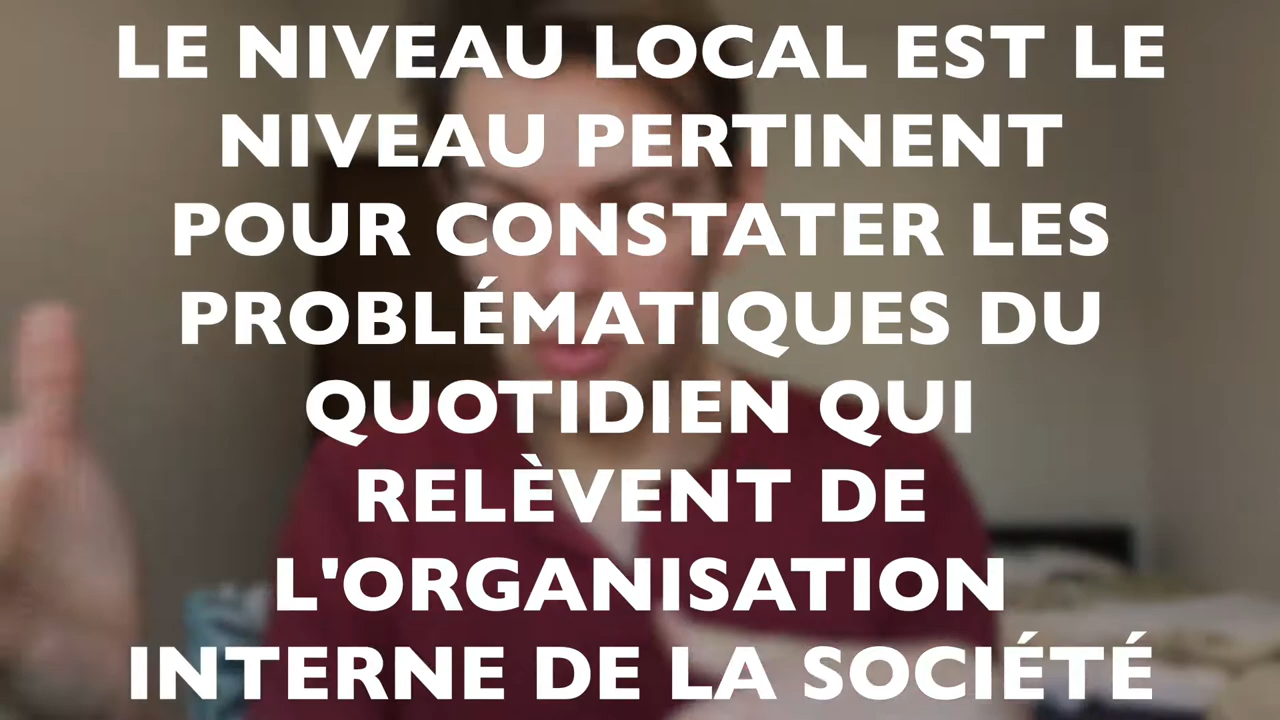 LE NIVEAU LOCAL EST LE
NIVEAU PERTINENT
POUR CONSTATER LES
PROBLÉMATIQUES DU
QUOTIDIEN QUI
RELÈVENT DE
L'ORGANISATION
INTERNE DE LA SOCIÉTÉ